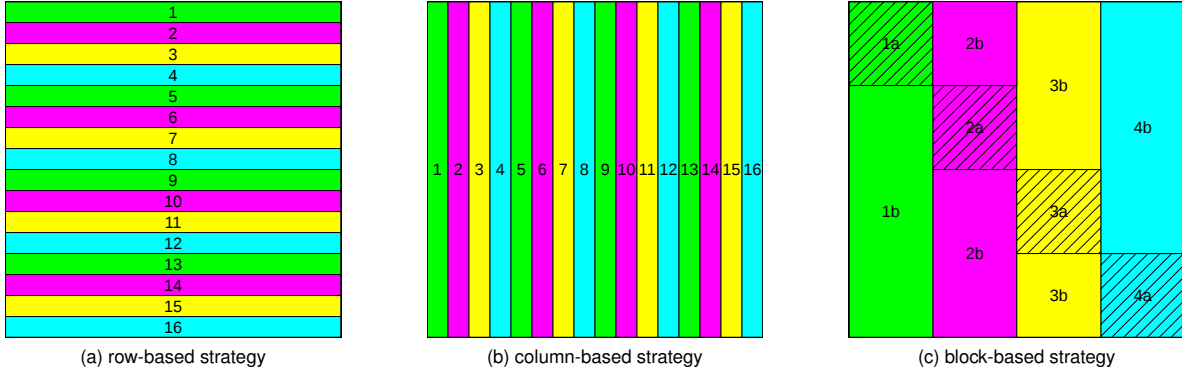 1
2
3
4
5
6
7
8
9
10
11
12
13
14
15
16
(a) row-based strategy
1 2 3 4 5 6 7 8 9 10 11 12 13 14 15 16
(b) column-based strategy
1a 2b
3b
2a 4b
1b 3a
2b
3b 4a
(c) block-based strategy